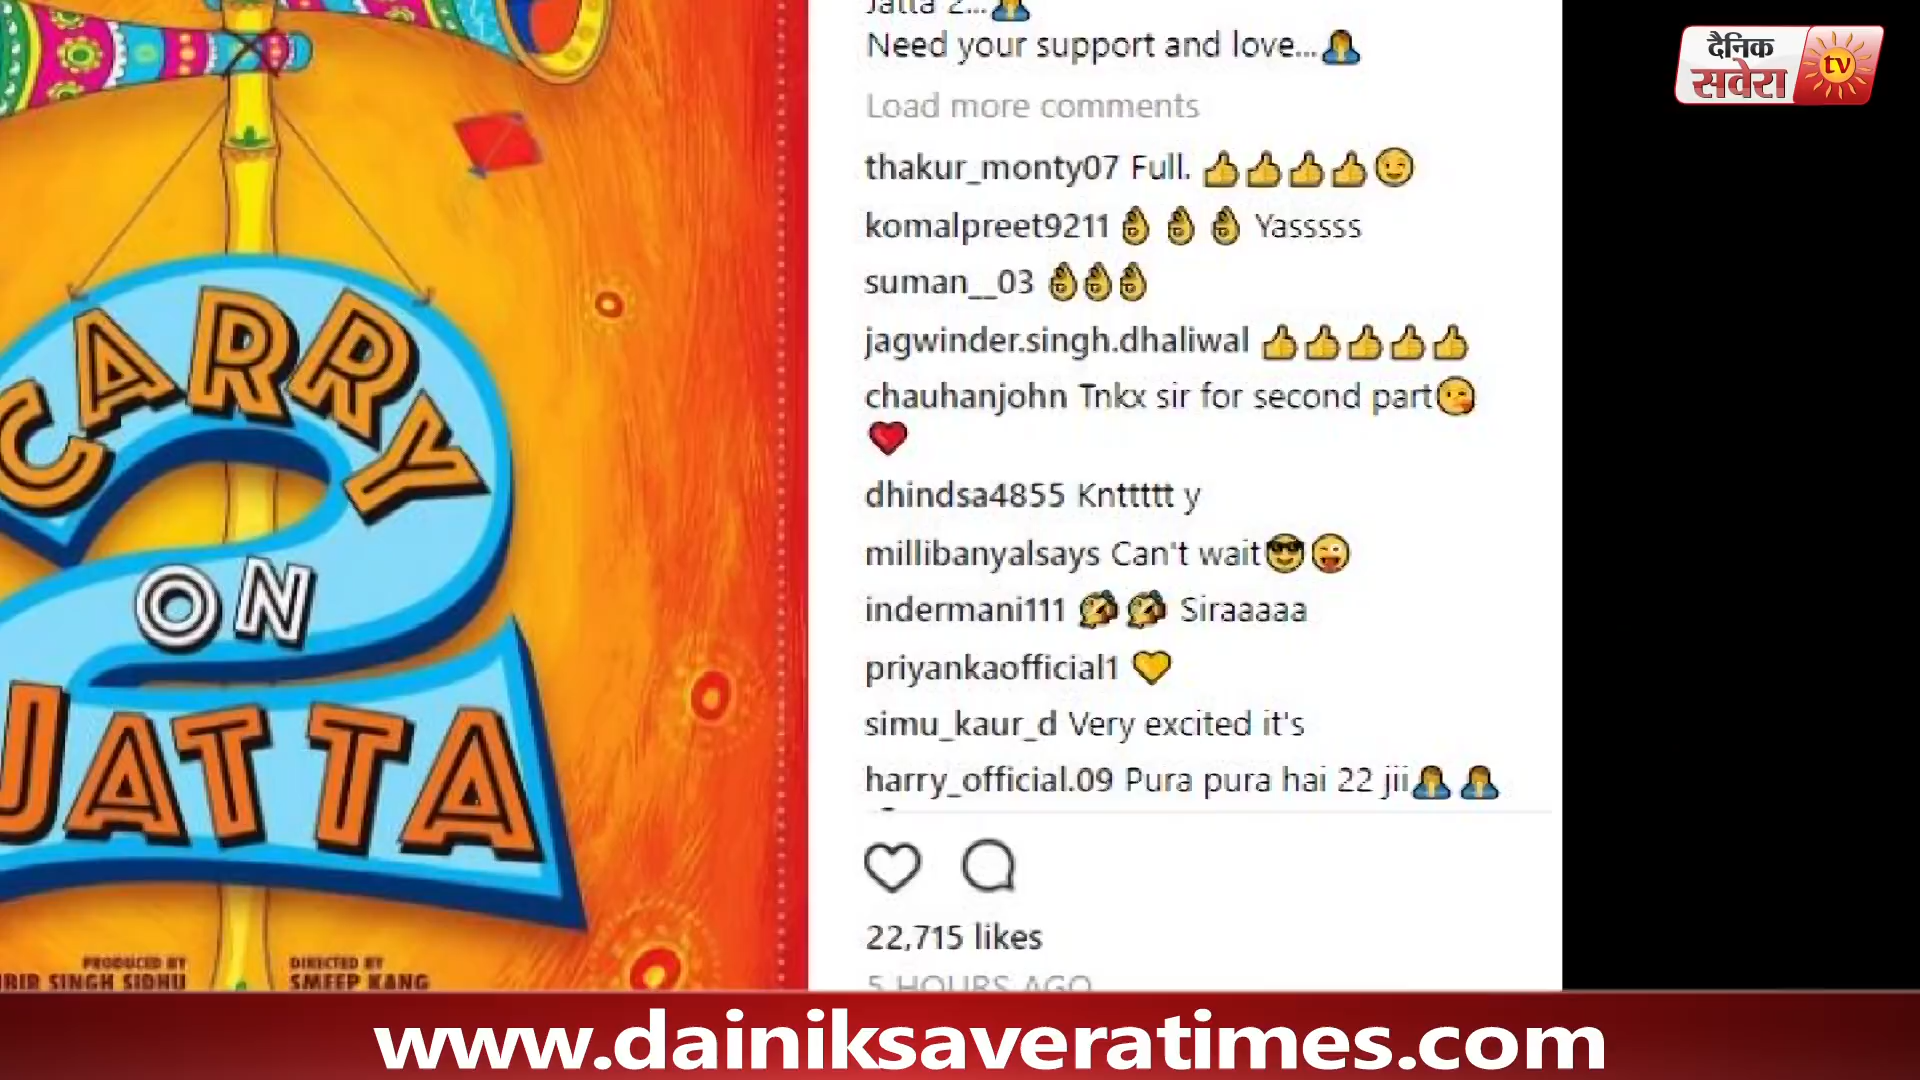 Jatta 2...
Need your support and love...
Load more comments
thakur_monty07 Full. 👍👍👍👍😉
komalpreet9211 👌 👌 👌 Yasssss
suman__03 👌👌👌
jagwinder.singh.dhaliwal 👍👍👍👍👍
chauhanjohn Tnkx sir for second part😘
❤️
dhindsa4855 Knttttt y
millibanyalsays Can't wait😎😜
indermani111 Siraaaaa
priyankaofficial1 💛
simu_kaur_d Very excited it's
harry_official.09 Pura pura hai 22 jii
22,715 likes
5 HOURS AGO
CARRY
ON
JATTA
2
PRODUCED BY
SINGH SIDHU
DIRECTED BY
SMEEP KANG
दैनिक
सवेरा
tv
www.dainiksaveratimes.com